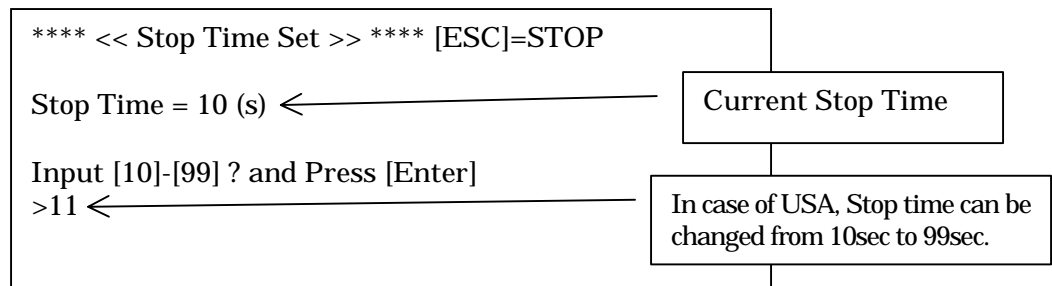 **** << Stop Time Set >> **** [ESC]=STOP
Stop Time = 10 (s)
Current Stop Time
Input [10]-[99] ? and Press [Enter]
>11
In case of USA, Stop time can be
changed from 10sec to 99sec.